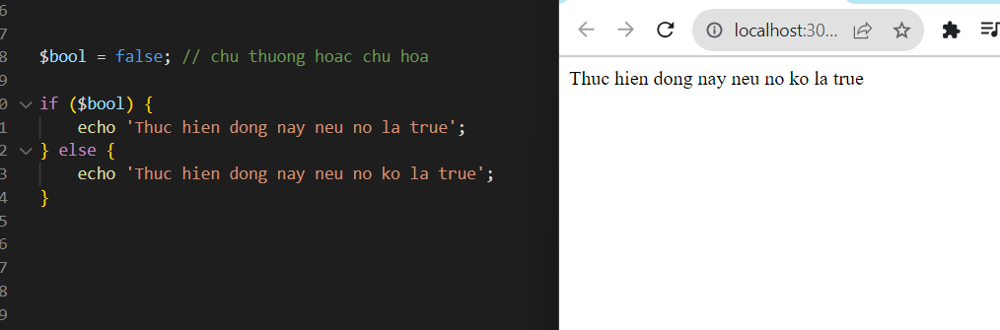 6
7
8 $bool = false; // chu thuong hoac chu hoa
9
0 if ($bool) {
1 echo 'Thuc hien dong nay neu no la true';
2 } else {
3 echo 'Thuc hien dong nay neu no ko la true';
4 }
5
6
7
8
9
localhost:30...
Thuc hien dong nay neu no ko la true